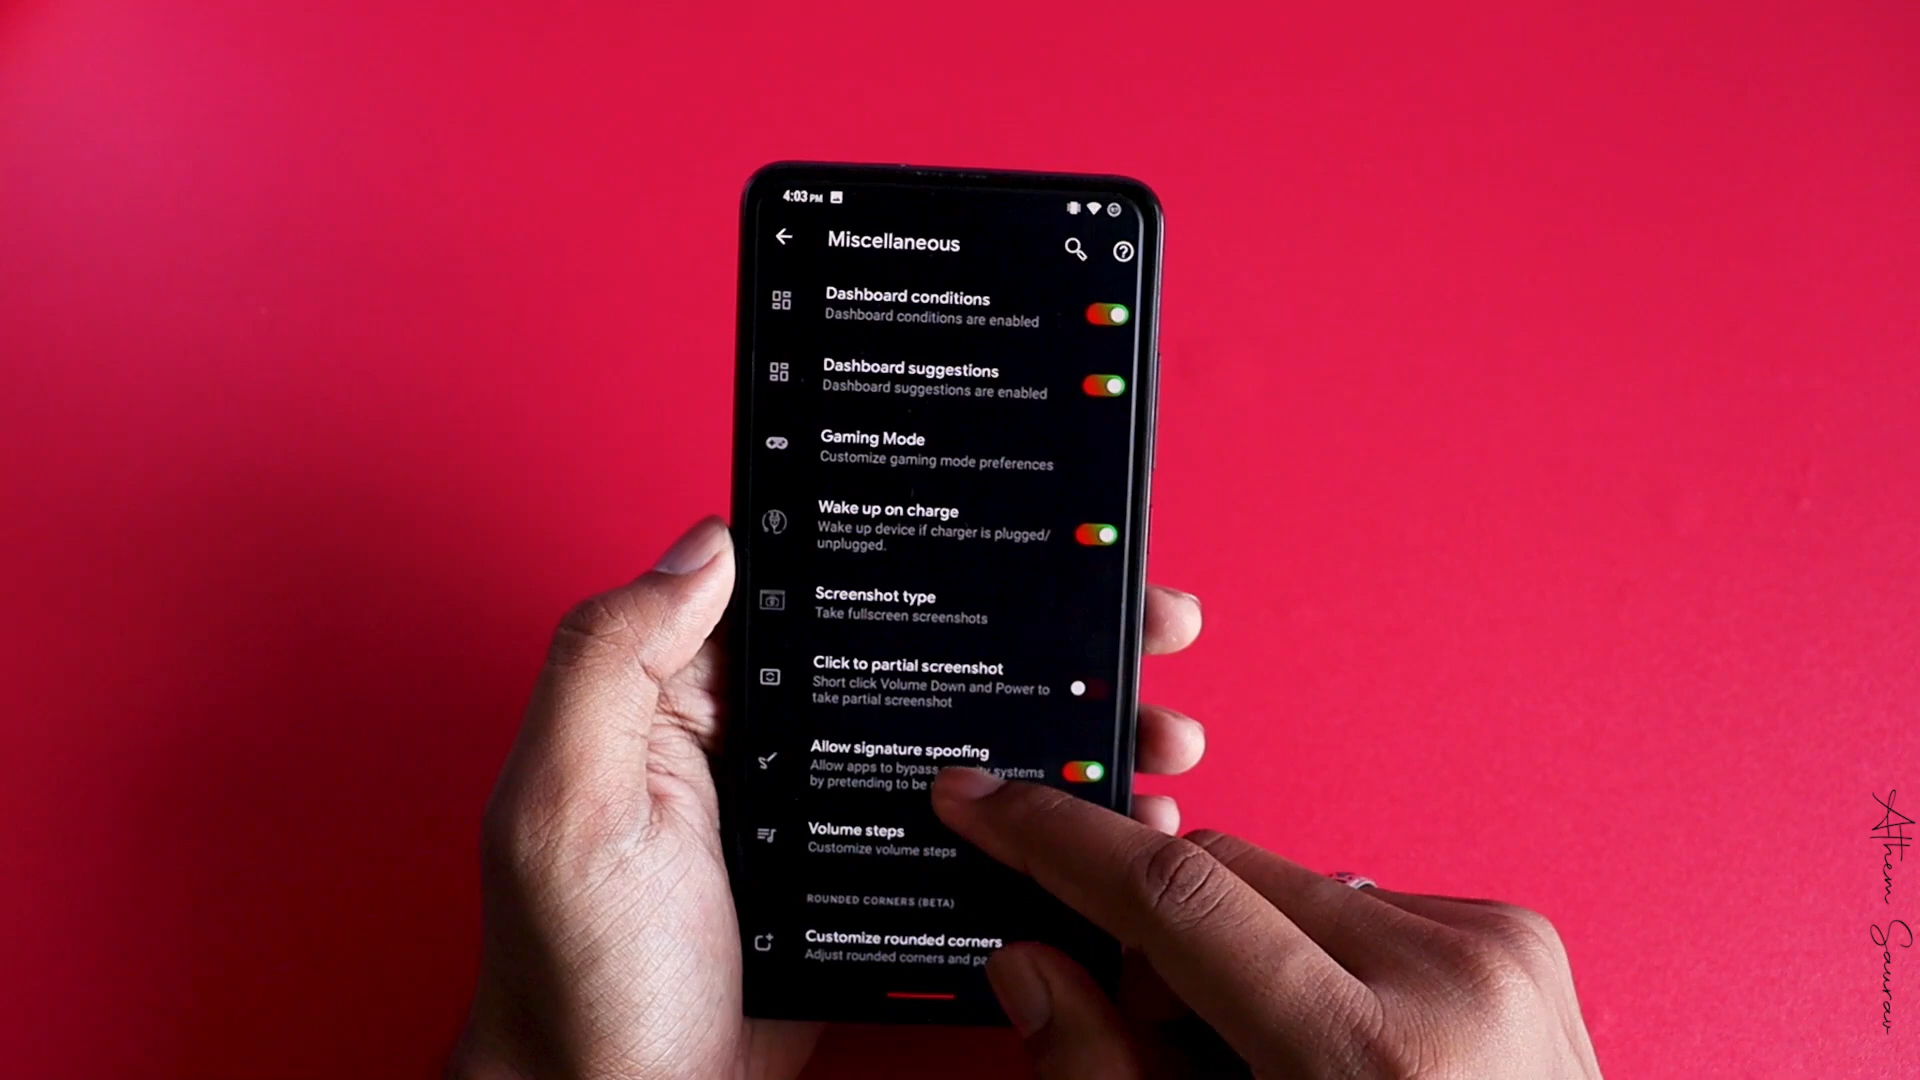 4:03 PM
Miscellaneous
Dashboard conditions
Dashboard conditions are enabled
Dashboard suggestions
Dashboard suggestions are enabled
Gaming Mode
Customize gaming mode preferences
Wake up on charge
Wake up device if charger is plugged/
unplugged.
Screenshot type
Take fullscreen screenshots
Click to partial screenshot
Short click Volume Down and Power to
take partial screenshot
Allow signature spoofing
Allow apps to bypass systems
by pretending to be
Volume steps
Customize volume steps
ROUNDED CORNERS (BETA)
Customize rounded corners
Adjust rounded corners and
Athem Saurav